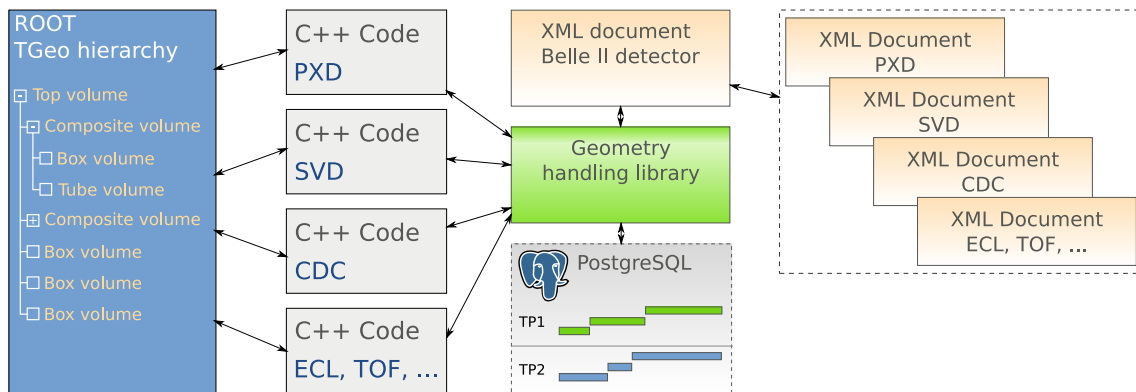 ROOT
TGeo hierarchy
Top volume
Composite volume
Box volume
Tube volume
Composite volume
Box volume
Box volume
Box volume
C++ Code
PXD
C++ Code
SVD
C++ Code
CDC
C++ Code
ECL, TOF, ...
XML document
Belle II detector
Geometry
handling library
PostgreSQL
TP1
TP2
XML Document
PXD
XML Document
SVD
XML Document
CDC
XML Document
ECL, TOF, ...